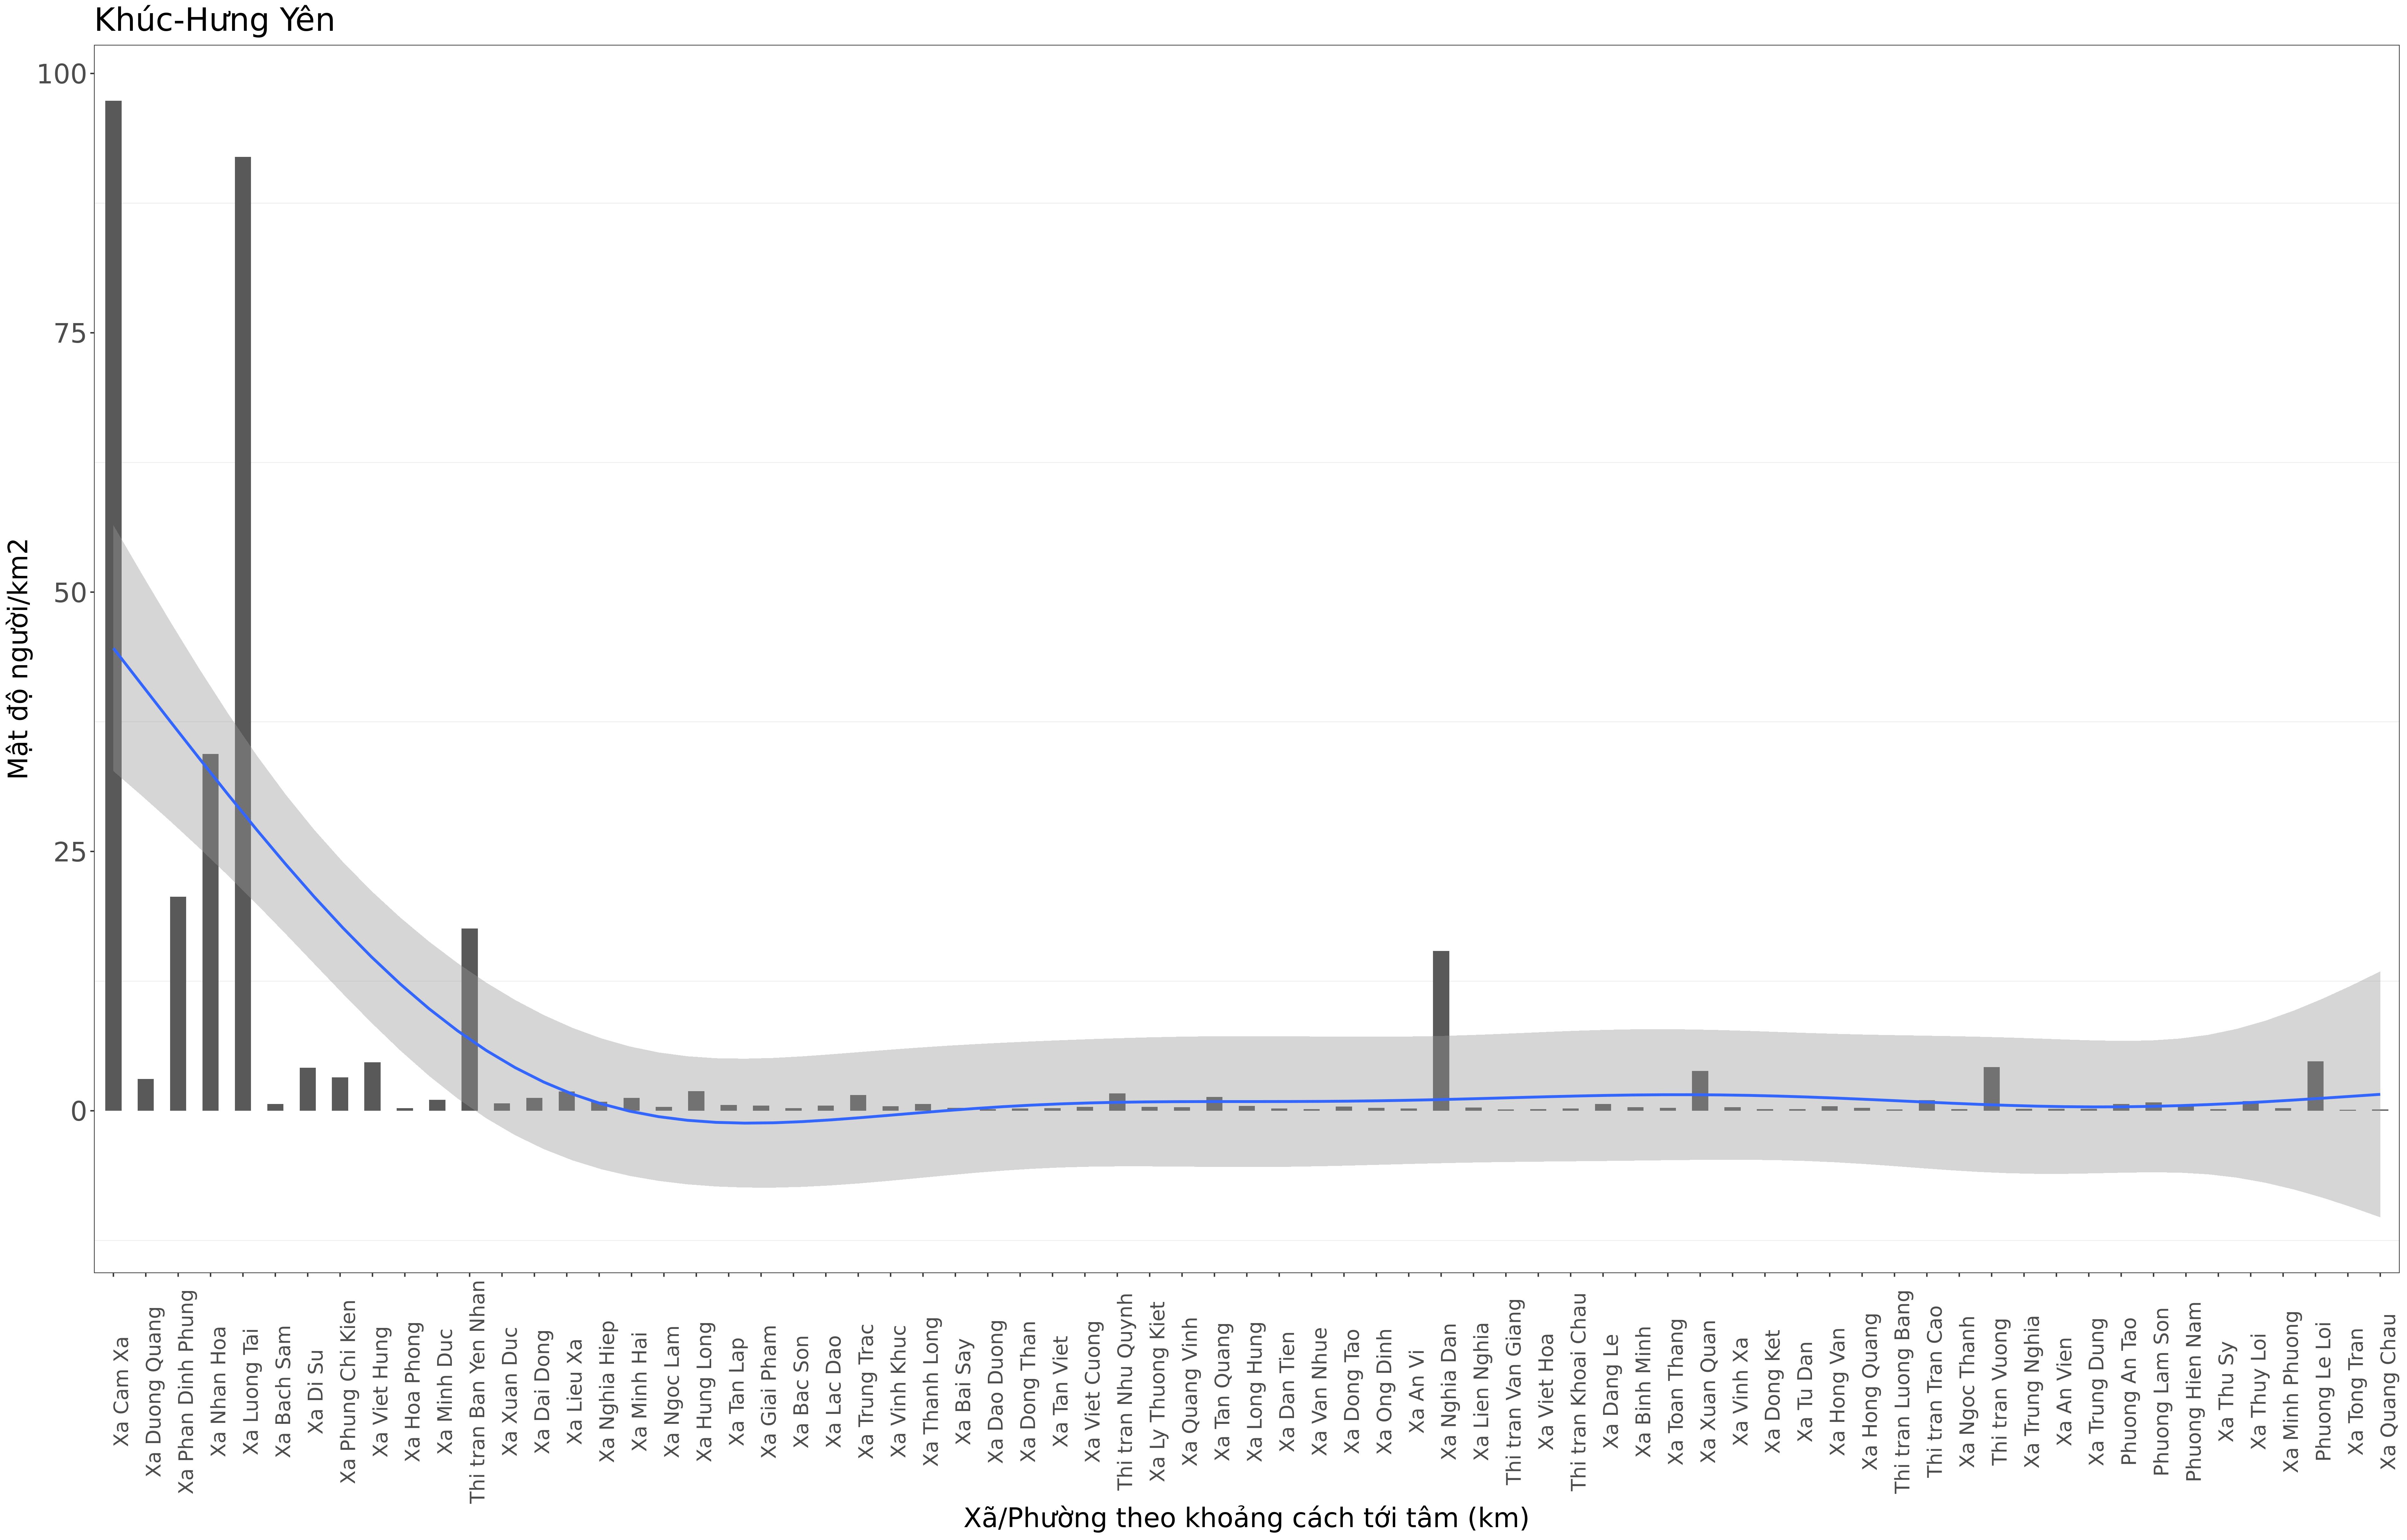 Khúc-Hưng Yên
100
75
50
25
0
Mật độ người/km2
Xa Cam Xa
Xa Duong Quang
Xa Phan Dinh Phung
Xa Nhan Hoa
Xa Luong Tai
Xa Bach Sam
Xa Di Su
Xa Phung Chi Kien
Xa Viet Hung
Xa Hoa Phong
Xa Minh Duc
Thi tran Ban Yen Nhan
Xa Xuan Duc
Xa Dai Dong
Xa Lieu Xa
Xa Nghia Hiep
Xa Minh Hai
Xa Ngoc Lam
Xa Hung Long
Xa Tan Lap
Xa Giai Pham
Xa Bac Son
Xa Lac Dao
Xa Trung Trac
Xa Vinh Khuc
Xa Thanh Long
Xa Bai Say
Xa Dao Duong
Xa Dong Than
Xa Tan Viet
Xa Viet Cuong
Thi tran Nhu Quynh
Xa Ly Thuong Kiet
Xa Quang Vinh
Xa Tan Quang
Xa Long Hung
Xa Dan Tien
Xa Van Nhue
Xa Dong Tao
Xa Ong Dinh
Xa An Vi
Xa Nghia Dan
Xa Lien Nghia
Thi tran Van Giang
Xa Viet Hoa
Thi tran Khoai Chau
Xa Dang Le
Xa Binh Minh
Xa Toan Thang
Xa Xuan Quan
Xa Vinh Xa
Xa Dong Ket
Xa Tu Dan
Xa Hong Van
Xa Hong Quang
Thi tran Luong Bang
Thi tran Tran Cao
Xa Ngoc Thanh
Thi tran Vuong
Xa Trung Nghia
Xa An Vien
Xa Trung Dung
Phuong An Tao
Phuong Lam Son
Phuong Hien Nam
Xa Thu Sy
Xa Thuy Loi
Xa Minh Phuong
Phuong Le Loi
Xa Tong Tran
Xa Quang Chau
Xã/Phường theo khoảng cách tới tâm (km)